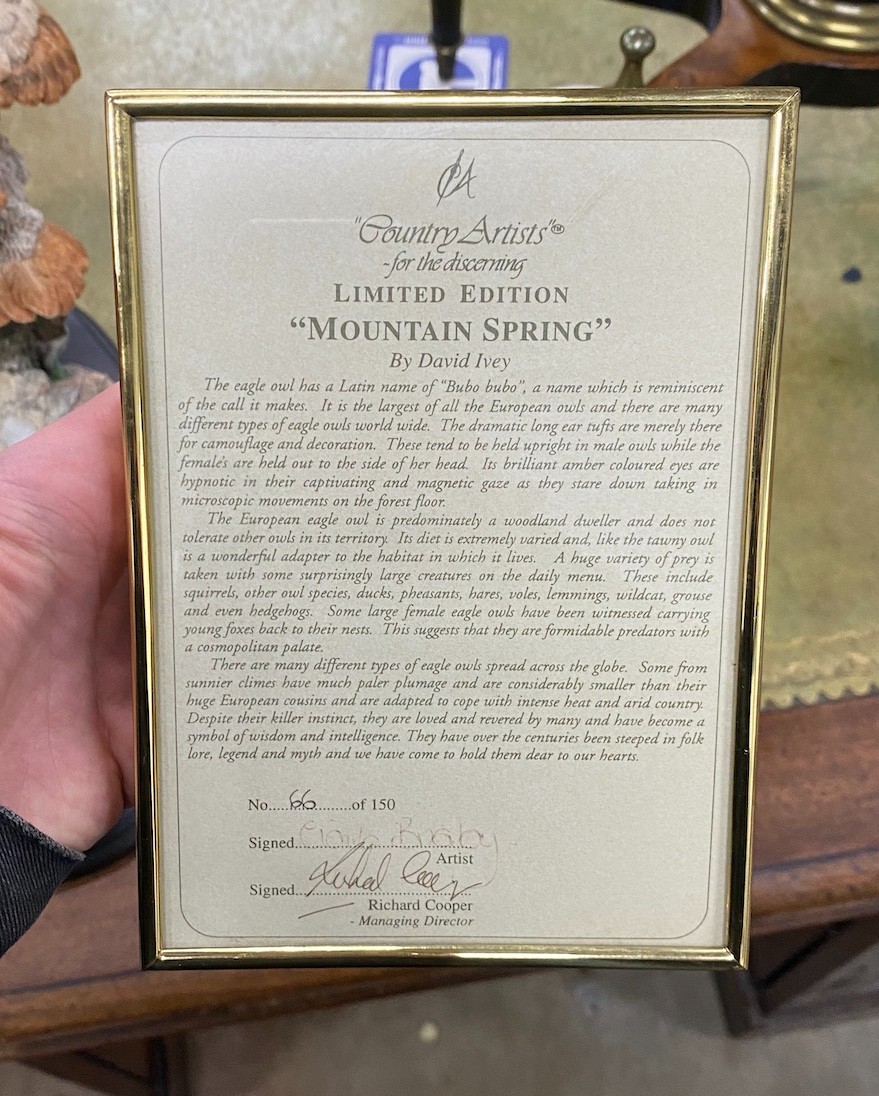 "Country Artists"™
-for the discerning
LIMITED EDITION
“MOUNTAIN SPRING”
By David Ivey
The eagle owl has a Latin name of “Bubo bubo”, a name which is reminiscent
of the call it makes. It is the largest of all the European owls and there are many
different types of eagle owls world wide. The dramatic long ear tufts are merely there
for camouflage and decoration. These tend to be held upright in male owls while the
female's are held out to the side of her head. Its brilliant amber coloured eyes are
hypnotic in their captivating and magnetic gaze as they stare down taking in
microscopic movements on the forest floor.
The European eagle owl is predominately a woodland dweller and does not
tolerate other owls in its territory. Its diet is extremely varied and, like the tawny owl
is a wonderful adapter to the habitat in which it lives. A huge variety of prey is
taken with some surprisingly large creatures on the daily menu. These include
squirrels, other owl species, ducks, pheasants, hares, voles, lemmings, wildcat, grouse
and even hedgehogs. Some large female eagle owls have been witnessed carrying
young foxes back to their nests. This suggests that they are formidable predators with
a cosmopolitan palate.
There are many different types of eagle owls spread across the globe. Some from
sunnier climes have much paler plumage and are considerably smaller than their
huge European cousins and are adapted to cope with intense heat and arid country.
Despite their killer instinct, they are loved and revered by many and have become a
symbol of wisdom and intelligence. They have over the centuries been steeped in folk
lore, legend and myth and we have come to hold them dear to our hearts.
No.....66.........of 150
Signed
Artist
Signed
Richard Cooper
- Managing Director